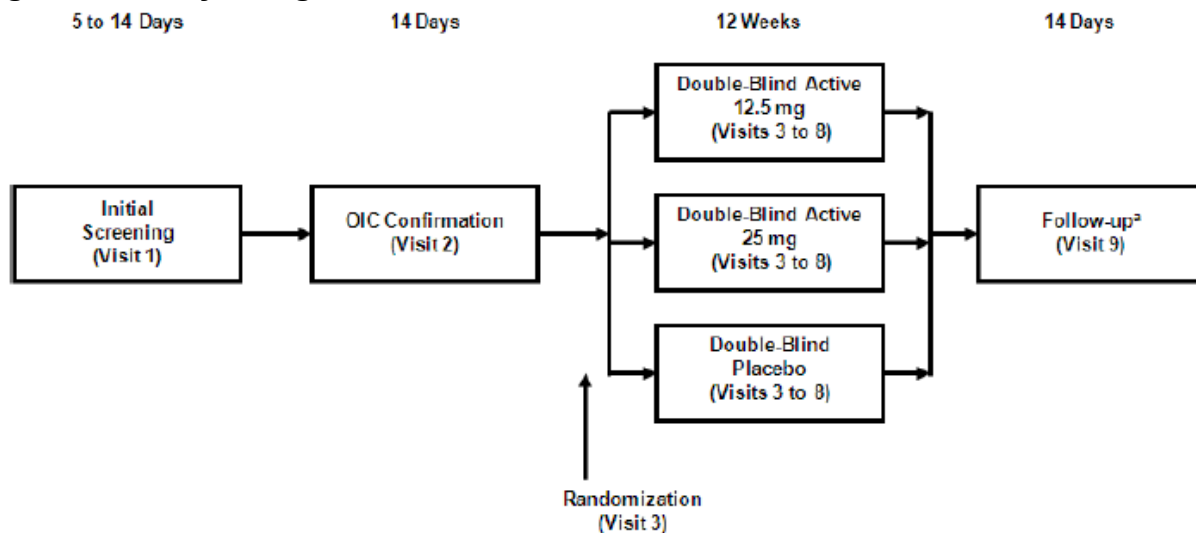 5 to 14 Days
14 Days
12 Weeks
14 Days
Initial
Screening
(Visit 1)
OIC Confirmation
(Visit 2)
Double-Blind Active
12.5 mg
(Visits 3 to 8)
Double-Blind Active
25 mg
(Visits 3 to 8)
Double-Blind
Placebo
(Visits 3 to 8)
Follow-upᵃ
(Visit 9)
Randomization
(Visit 3)